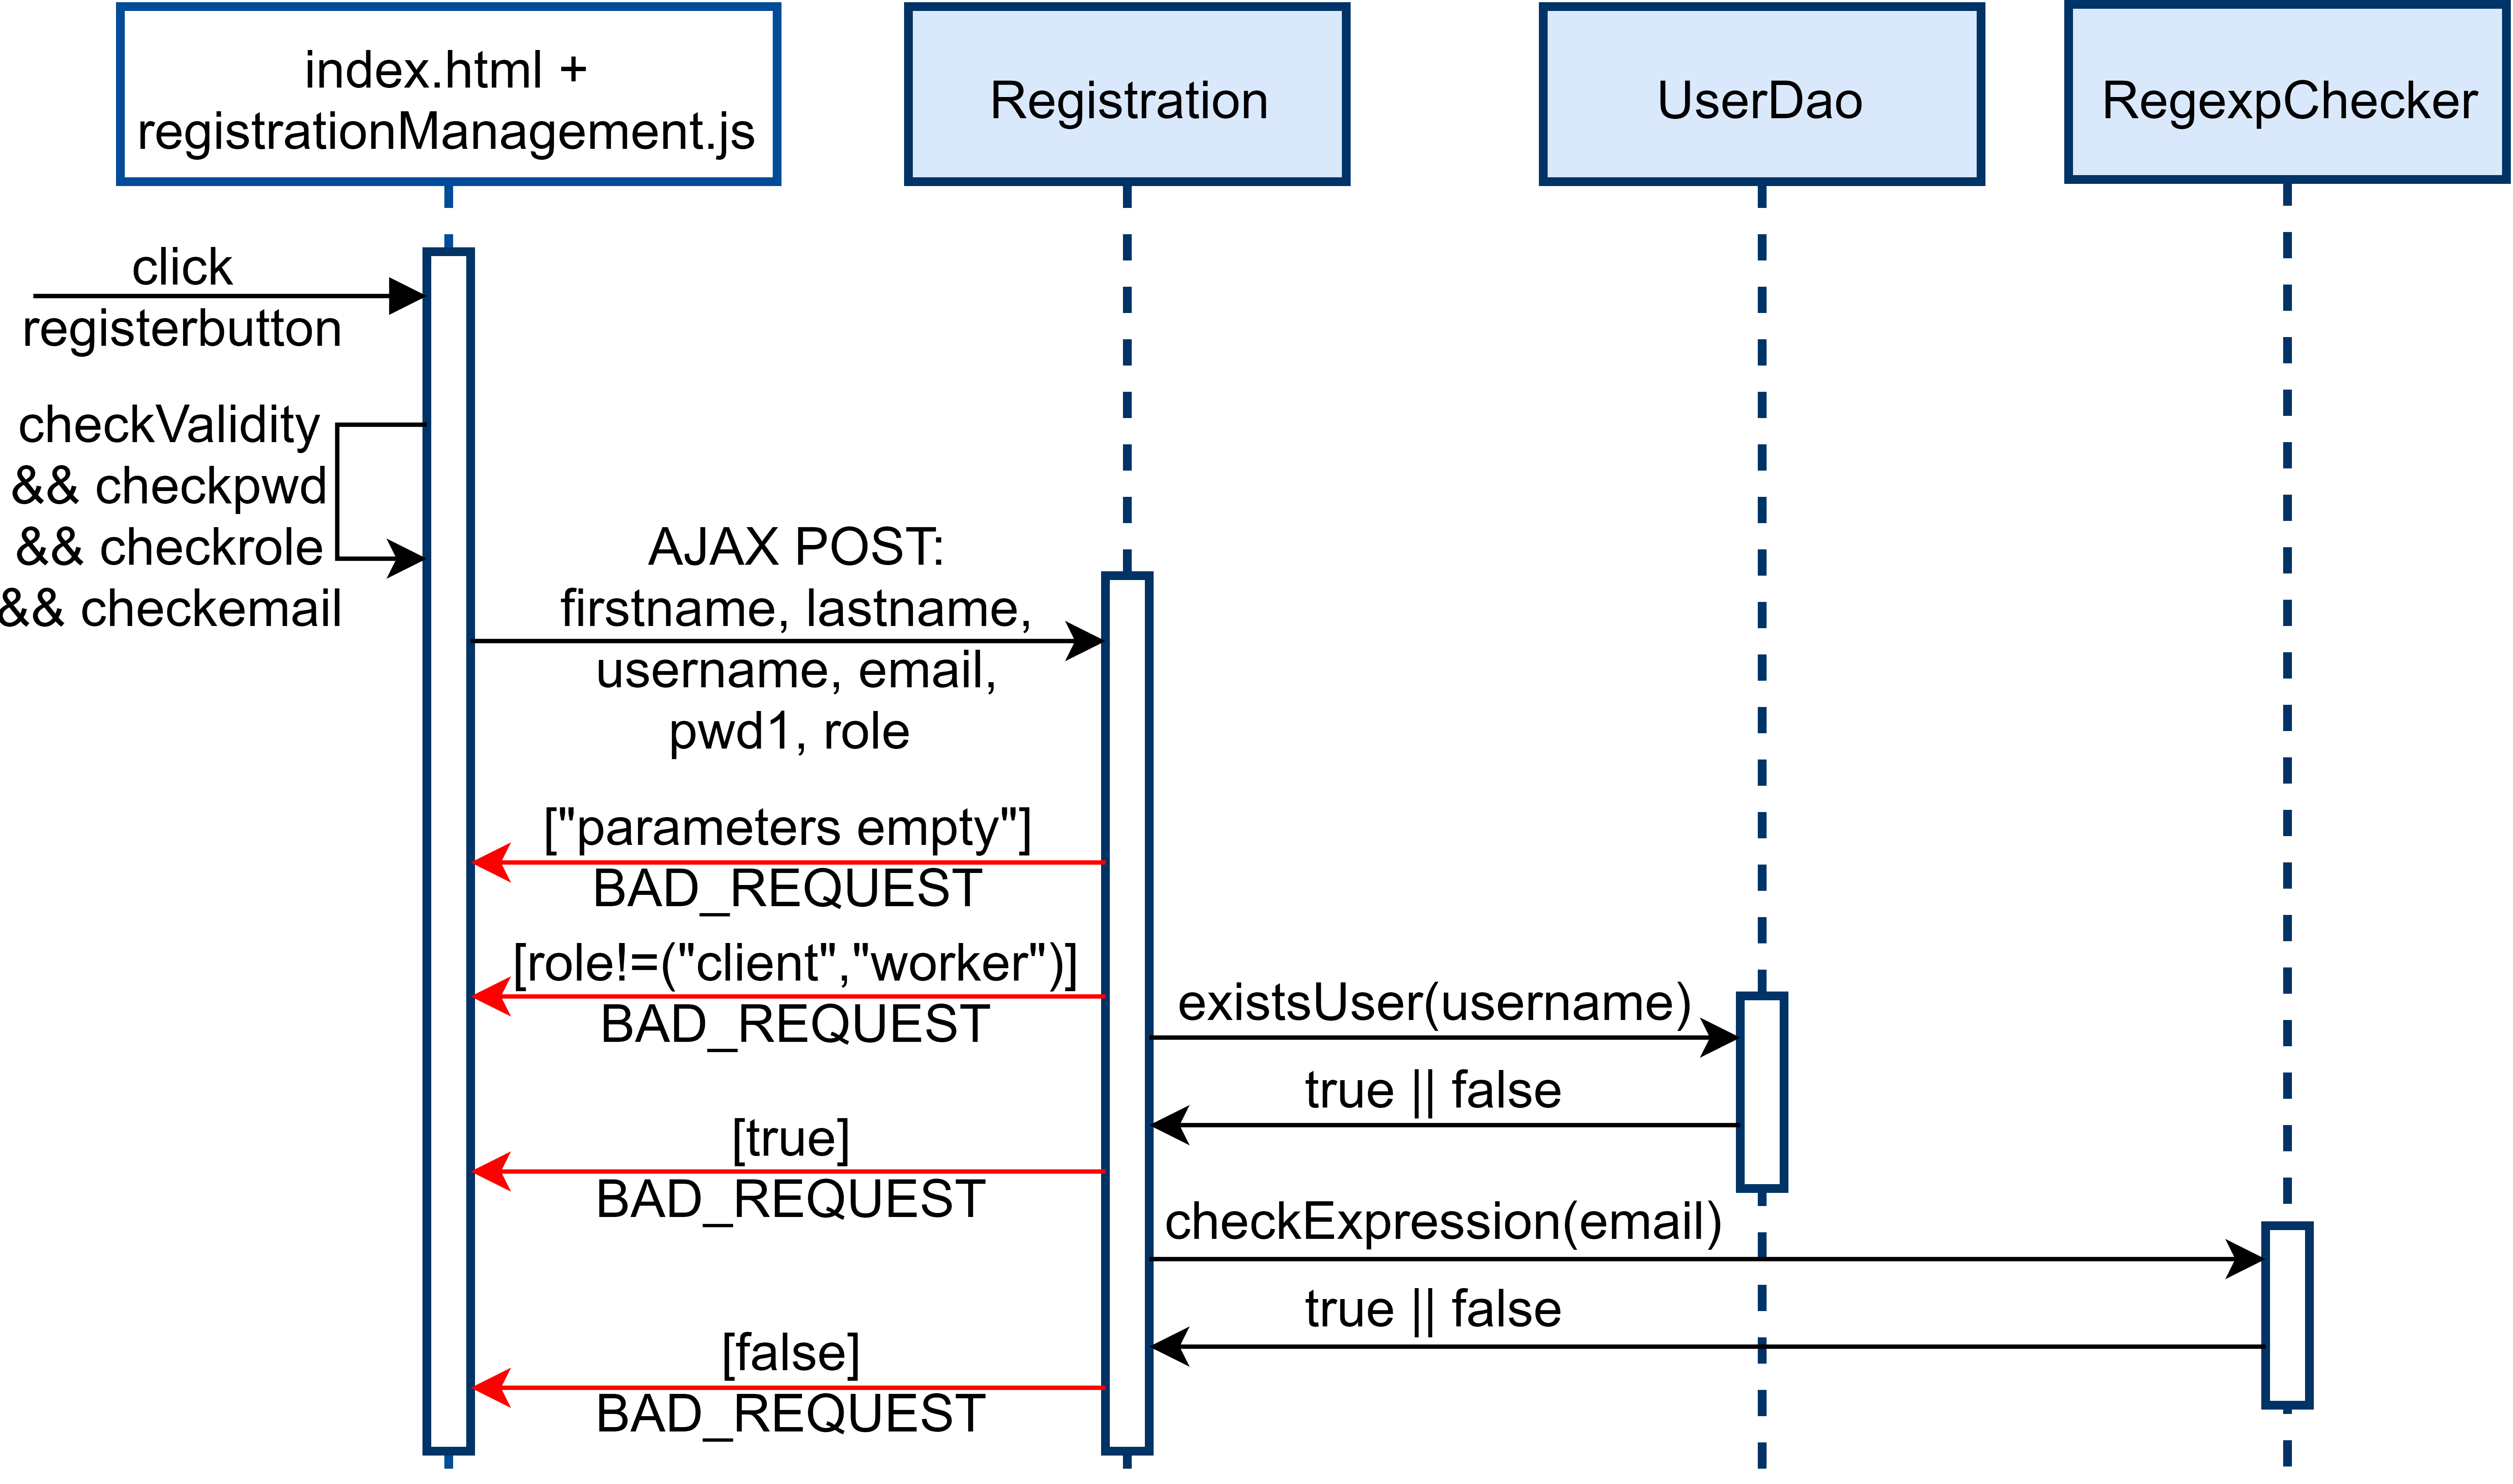 index.html +
registrationManagement.js
Registration
UserDao
RegexpChecker
click
registerbutton
checkValidity
&& checkpwd
&& checkrole
&& checkemail
AJAX POST:
firstname, lastname,
username, email,
pwd1, role
["parameters empty"]
BAD_REQUEST
[role!=("client","worker")]
BAD_REQUEST
existsUser(username)
true || false
[true]
BAD_REQUEST
checkExpression(email)
true || false
[false]
BAD_REQUEST